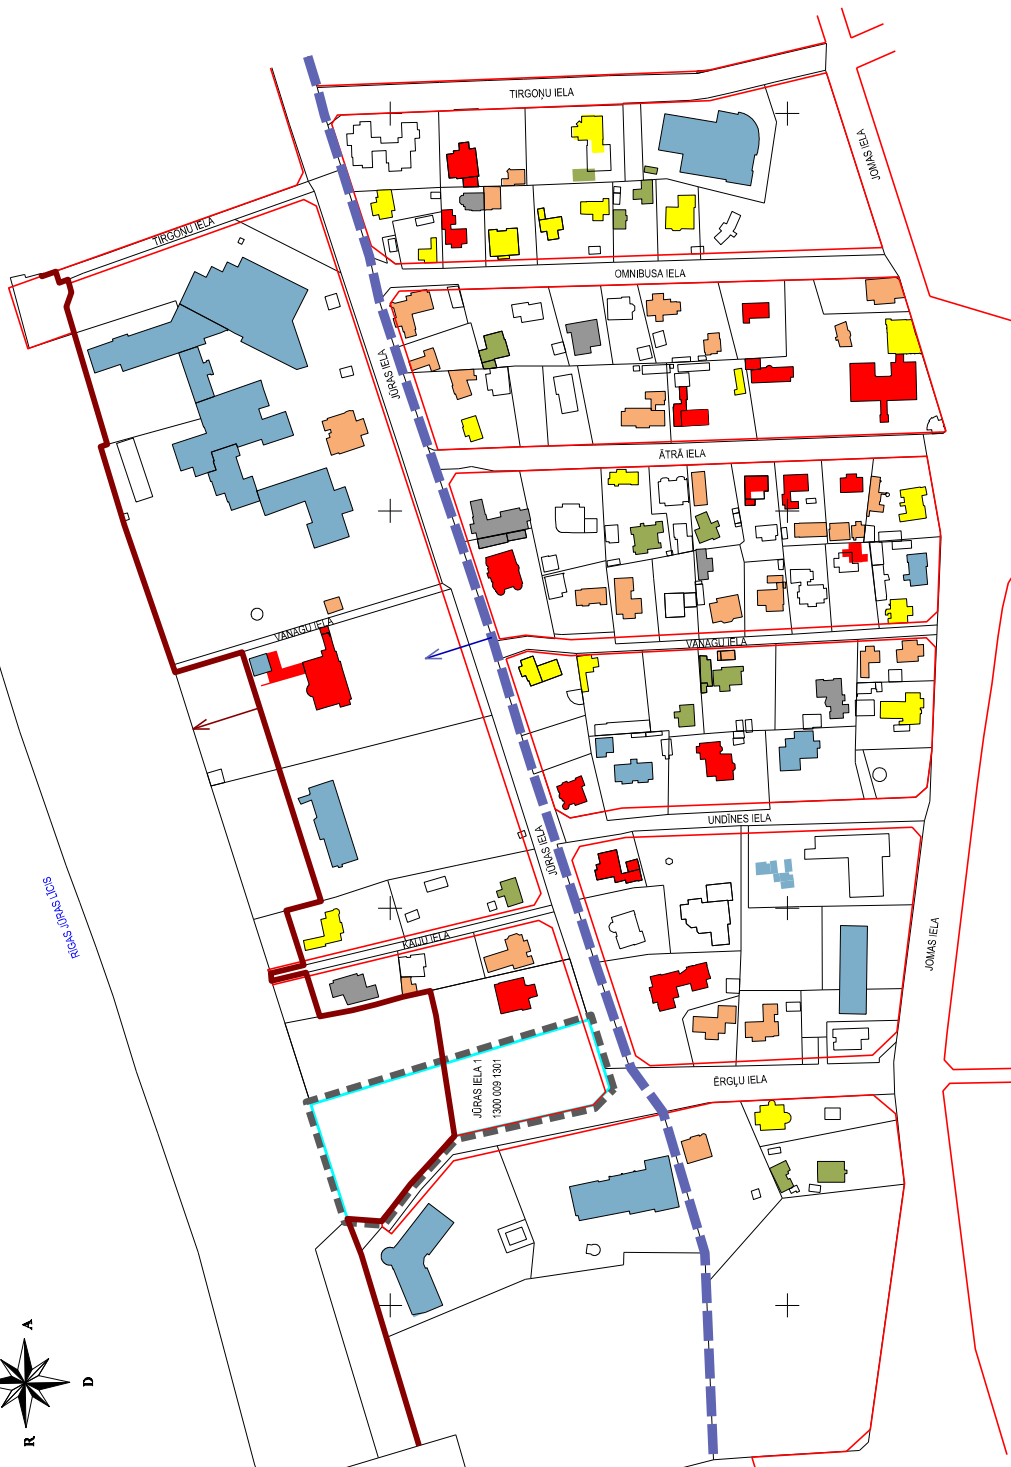 TIRGOŅU IELA
JOMAS IELA
TIRGOŅU IELA
OMNIBUSA IELA
JŪRAS IELA
ĀTRĀ IELA
VANAGU IELA
VANAGU IELA
UNDĪNES IELA
JŪRAS IELA
RĪGAS JŪRAS LĪCIS
KAIJU IELA
JOMAS IELA
JŪRAS IELA 1
1300 009 1301
ĒRGĻU IELA
A
D
R